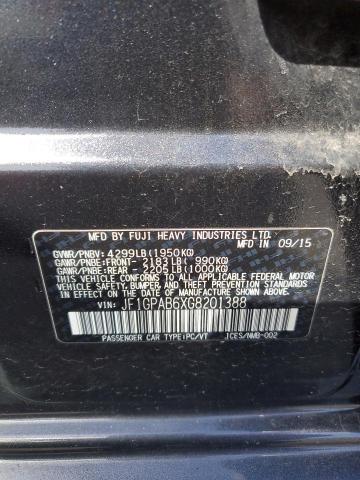 MFD BY FUJI HEAVY INDUSTRIES LTD.
IN 09/15
GVWR/PNBV: 4299LB(1950KG)
GAWR/PNBE:FRONT- 2183LB( 990KG)
GAWR/PNBE:REAR - 2205LB(1000KG)
THIS VEHICLE CONFORMS TO ALL APPLICABLE
FEDERAL MOTOR VEHICLE SAFETY,
BUMPER, AND THEFT PREVENTION STANDARDS
IN EFFECT ON THE DATE OF
MANUFACTURE SHOWN ABOVE.
VIN: JF1GPAB6XG8201388
PASSENGER CAR TYPE:PC/VT ICES/NMB-002